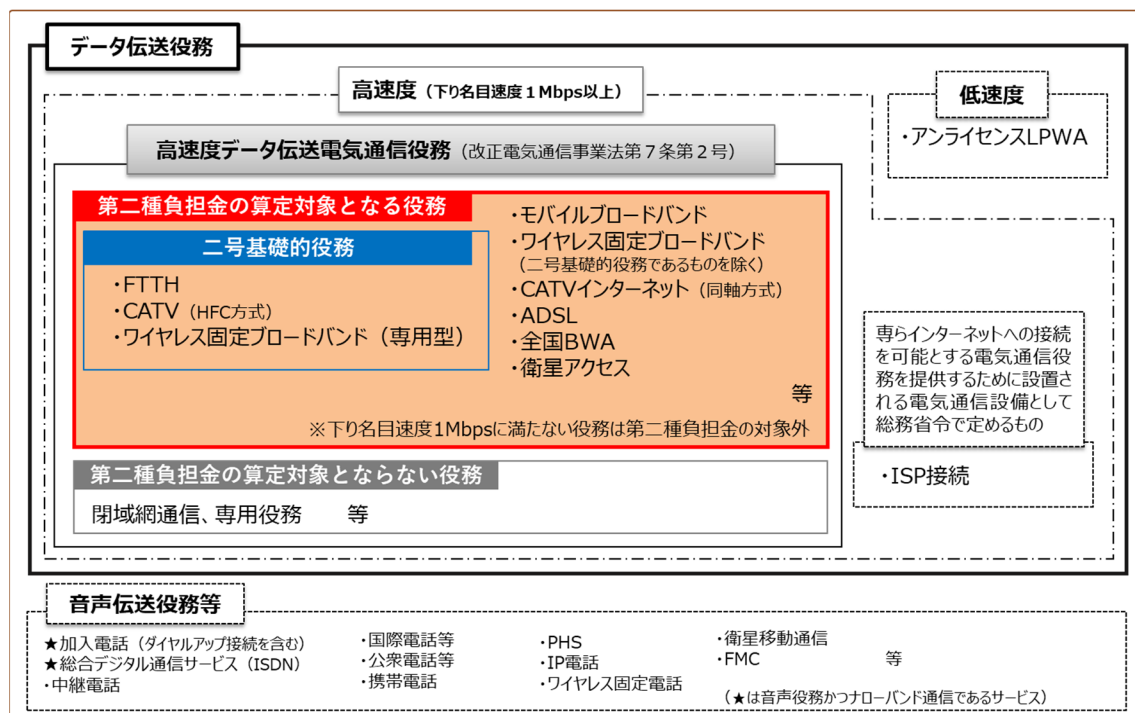 データ伝送役務
高速度（下り名目速度１Mbps以上）
低速度
・アンライセンスLPWA
高速度データ伝送電気通信役務（改正電気通信事業法第７条第２号）
第二種負担金の算定対象となる役務
二号基礎的役務
・FTTH
・CATV（HFC方式）
・ワイヤレス固定ブロードバンド（専用型）
・モバイルブロードバンド
・ワイヤレス固定ブロードバンド
（二号基礎的役務であるものを除く）
・CATVインターネット（同軸方式）
・ADSL
・全国BWA
・衛星アクセス
等
※下り名目速度1Mbpsに満たない役務は第二種負担金の対象外
専らインターネットへの接続
を可能とする電気通信役
務を提供するために設置さ
れる電気通信設備として
総務省令で定めるもの
・ISP接続
第二種負担金の算定対象とならない役務
閉域網通信、専用役務　　等
音声伝送役務等
★加入電話（ダイヤルアップ接続を含む）
★総合デジタル通信サービス（ISDN）
・中継電話
・国際電話等
・公衆電話等
・携帯電話
・PHS
・IP電話
・ワイヤレス固定電話
・衛星移動通信
・FMC　　等
（★は音声役務かつナローバンド通信であるサービス）